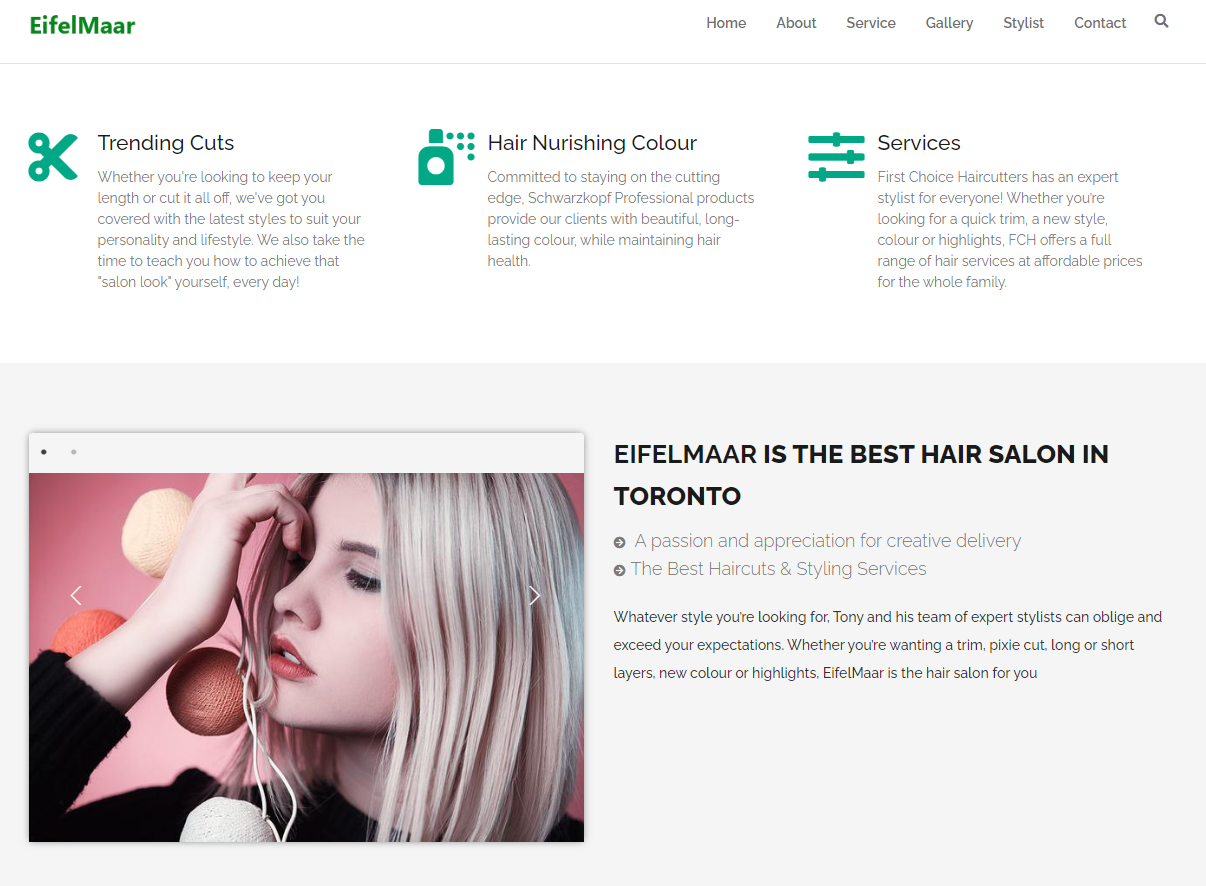 EifelMaar
Home About Service Gallery Stylist Contact
Trending Cuts
Whether you're looking to keep your
length or cut it all off, we've got you
covered with the latest styles to suit your
personality and lifestyle. We also take the
time to teach you how to achieve that
"salon look" yourself, every day!
Hair Nurishing Colour
Committed to staying on the cutting
edge, Schwarzkopf Professional products
provide our clients with beautiful, long-
lasting colour, while maintaining hair
health.
Services
First Choice Haircutters has an expert
stylist for everyone! Whether you're
looking for a quick trim, a new style,
colour or highlights, FCH offers a full
range of hair services at affordable prices
for the whole family.
EIFELMAAR IS THE BEST HAIR SALON IN
TORONTO
A passion and appreciation for creative delivery
The Best Haircuts & Styling Services
Whatever style you're looking for, Tony and his team of expert stylists can oblige and
exceed your expectations. Whether you're wanting a trim, pixie cut, long or short
layers, new colour or highlights, EifelMaar is the hair salon for you